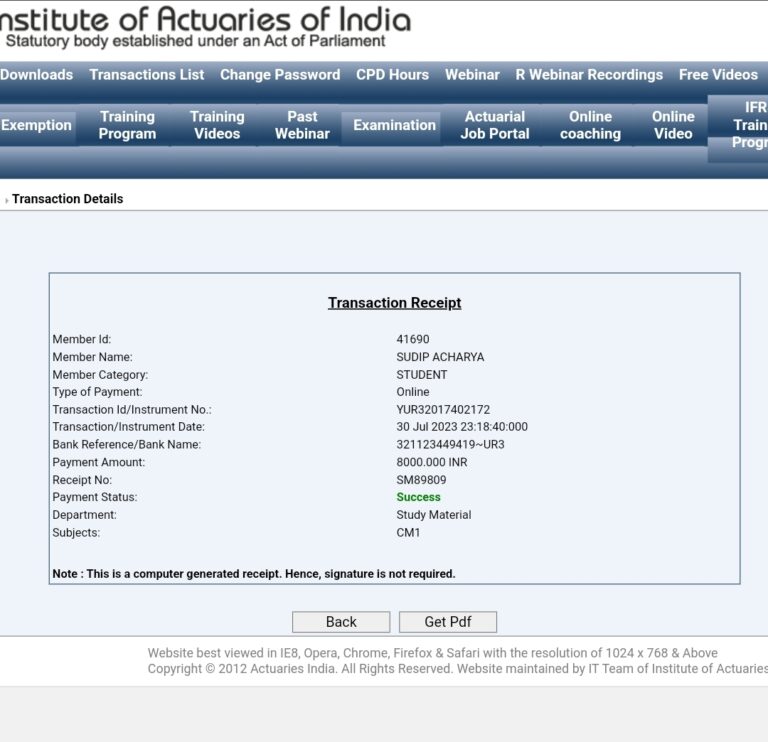 nstitute of Actuaries of India
Statutory body established under an Act of Parliament
Downloads Transactions List Change Password CPD Hours Webinar R Webinar Recordings Free Videos
Exemption Training Program Training Videos Past Webinar Examination Actuarial Job Portal Online coaching Online Video IFR Train Progr
Transaction Details
Transaction Receipt
Member Id: 41690
Member Name: SUDIP ACHARYA
Member Category: STUDENT
Type of Payment: Online
Transaction Id/Instrument No.: YUR32017402172
Transaction/Instrument Date: 30 Jul 2023 23:18:40:000
Bank Reference/Bank Name: 321123449419~UR3
Payment Amount: 8000.000 INR
Receipt No: SM89809
Payment Status: Success
Department: Study Material
Subjects: CM1
Note : This is a computer generated receipt. Hence, signature is not required.
Back Get Pdf
Website best viewed in IE8, Opera, Chrome, Firefox & Safari with the resolution of 1024 x 768 & Above
Copyright © 2012 Actuaries India. All Rights Reserved. Website maintained by IT Team of Institute of Actuaries